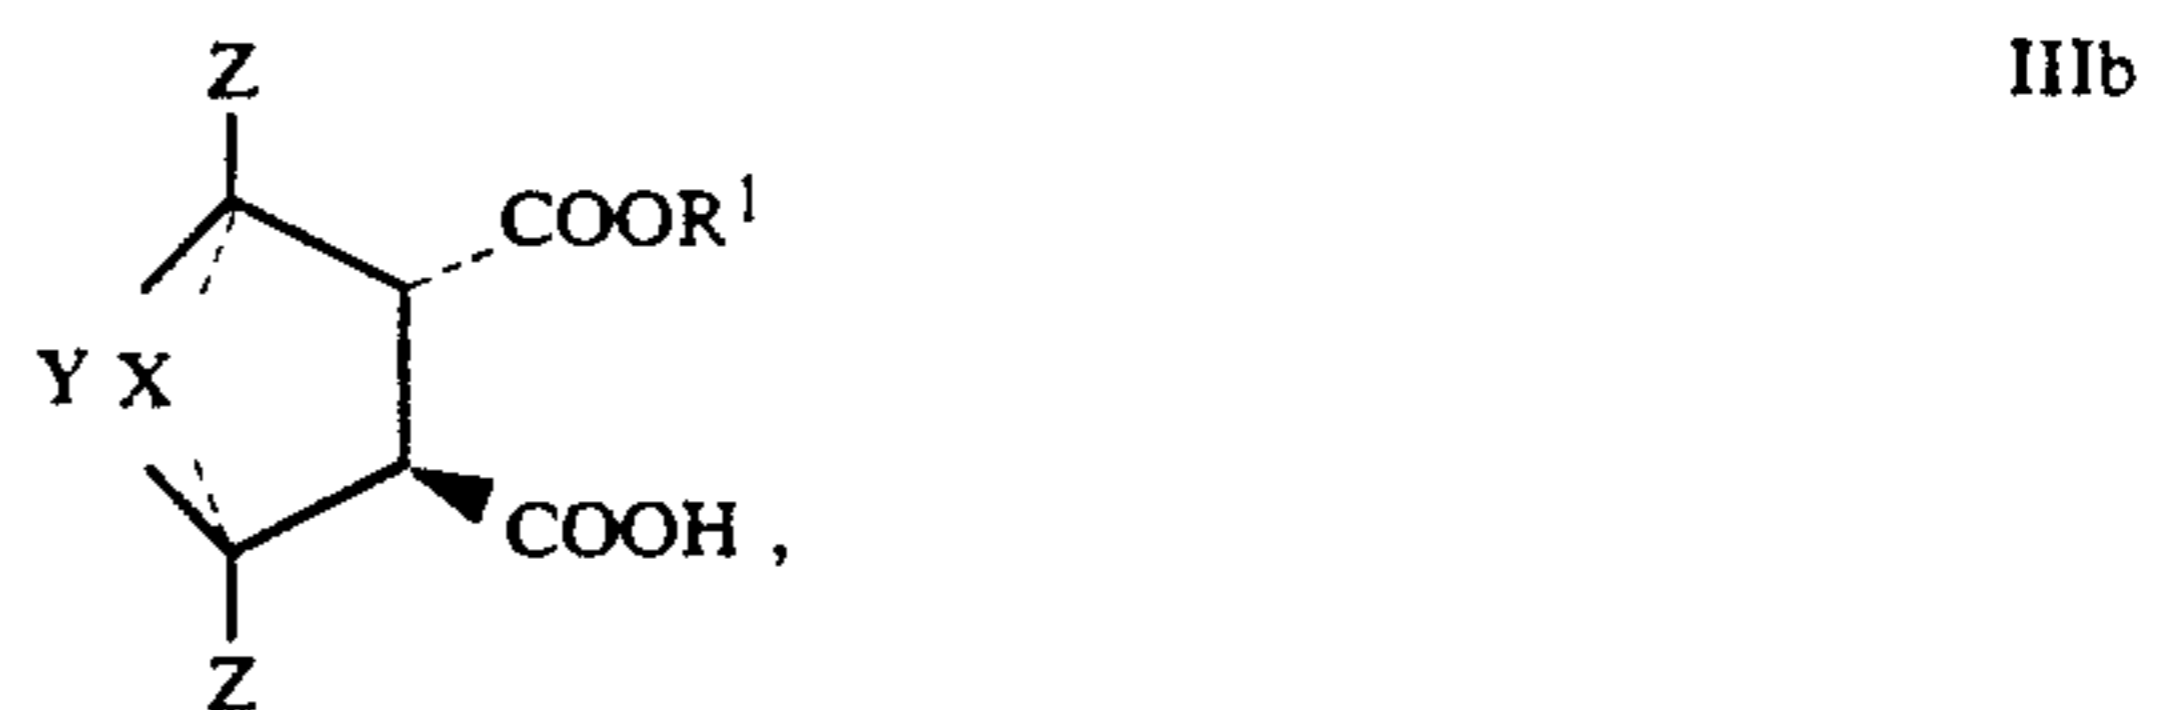 Z
IIIb
COOR¹
Y X
COOH ,
Z